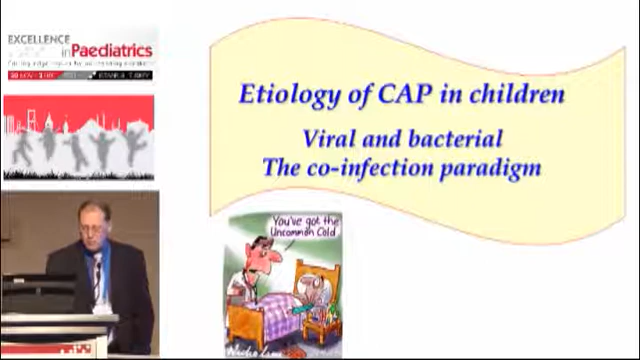 EXCELLENCE
in Paediatrics
Etiology of CAP in children
Viral and bacterial
The co-infection paradigm
You've got the
Uncommon Cold